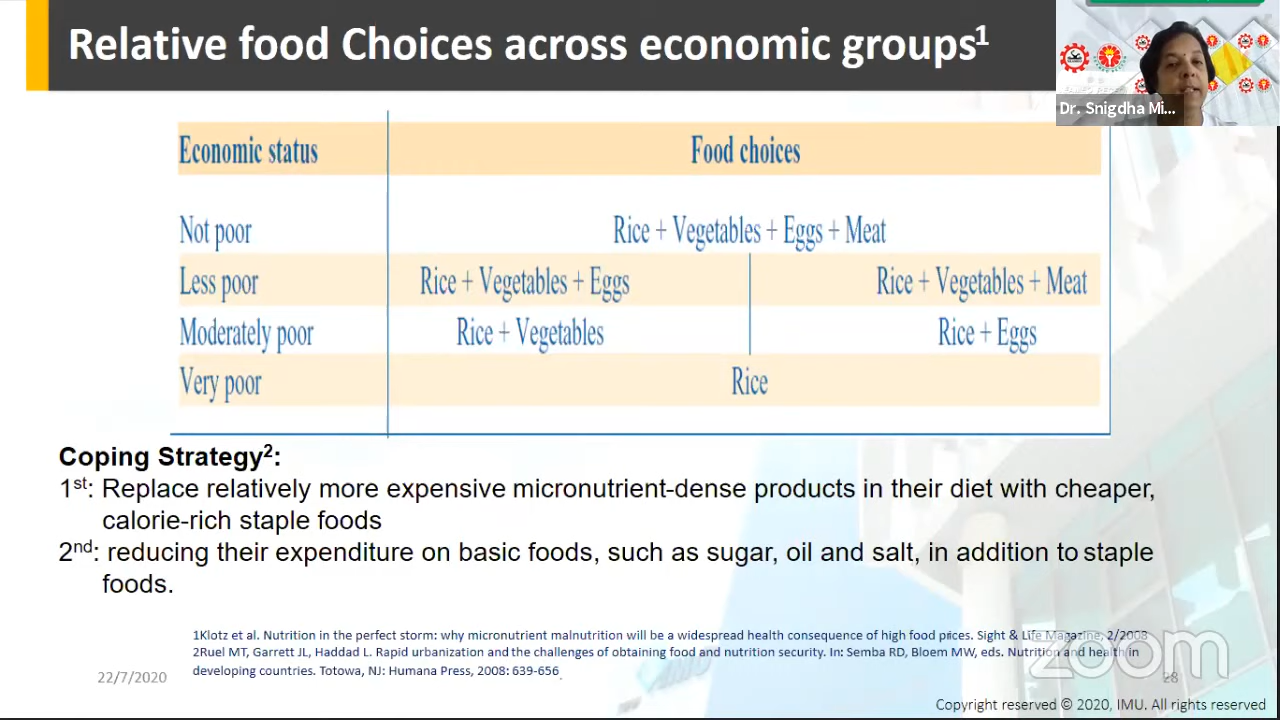 Relative food Choices across economic groups1
Dr. Snigdha Mi...
Economic status Food choices
Not poor Rice + Vegetables + Eggs + Meat
Less poor Rice + Vegetables + Eggs Rice + Vegetables + Meat
Moderately poor Rice + Vegetables Rice + Eggs
Very poor Rice
Coping Strategy2:
1st: Replace relatively more expensive micronutrient-dense products in their diet with cheaper,
calorie-rich staple foods
2nd: reducing their expenditure on basic foods, such as sugar, oil and salt, in addition to staple
foods.
1Klotz et al. Nutrition in the perfect storm: why micronutrient malnutrition will be a widespread health consequence of high food prices. Sight & Life Magazine, 2/2008
2Ruel MT, Garrett JL, Haddad L. Rapid urbanization and the challenges of obtaining food and nutrition security. In: Semba RD, Bloem MW, eds. Nutrition and health in
developing countries. Totowa, NJ: Humana Press, 2008: 639-656.
zoom
22/7/2020 28
Copyright reserved © 2020, IMU. All rights reserved